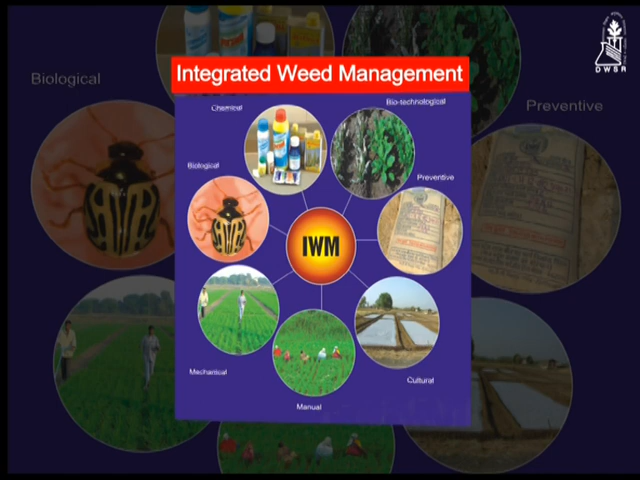 DWSR
Integrated Weed Management
Biological
Chemical
Bio-technological
Preventive
Biological
Preventive
IWM
Mechanical
Cultural
Manual